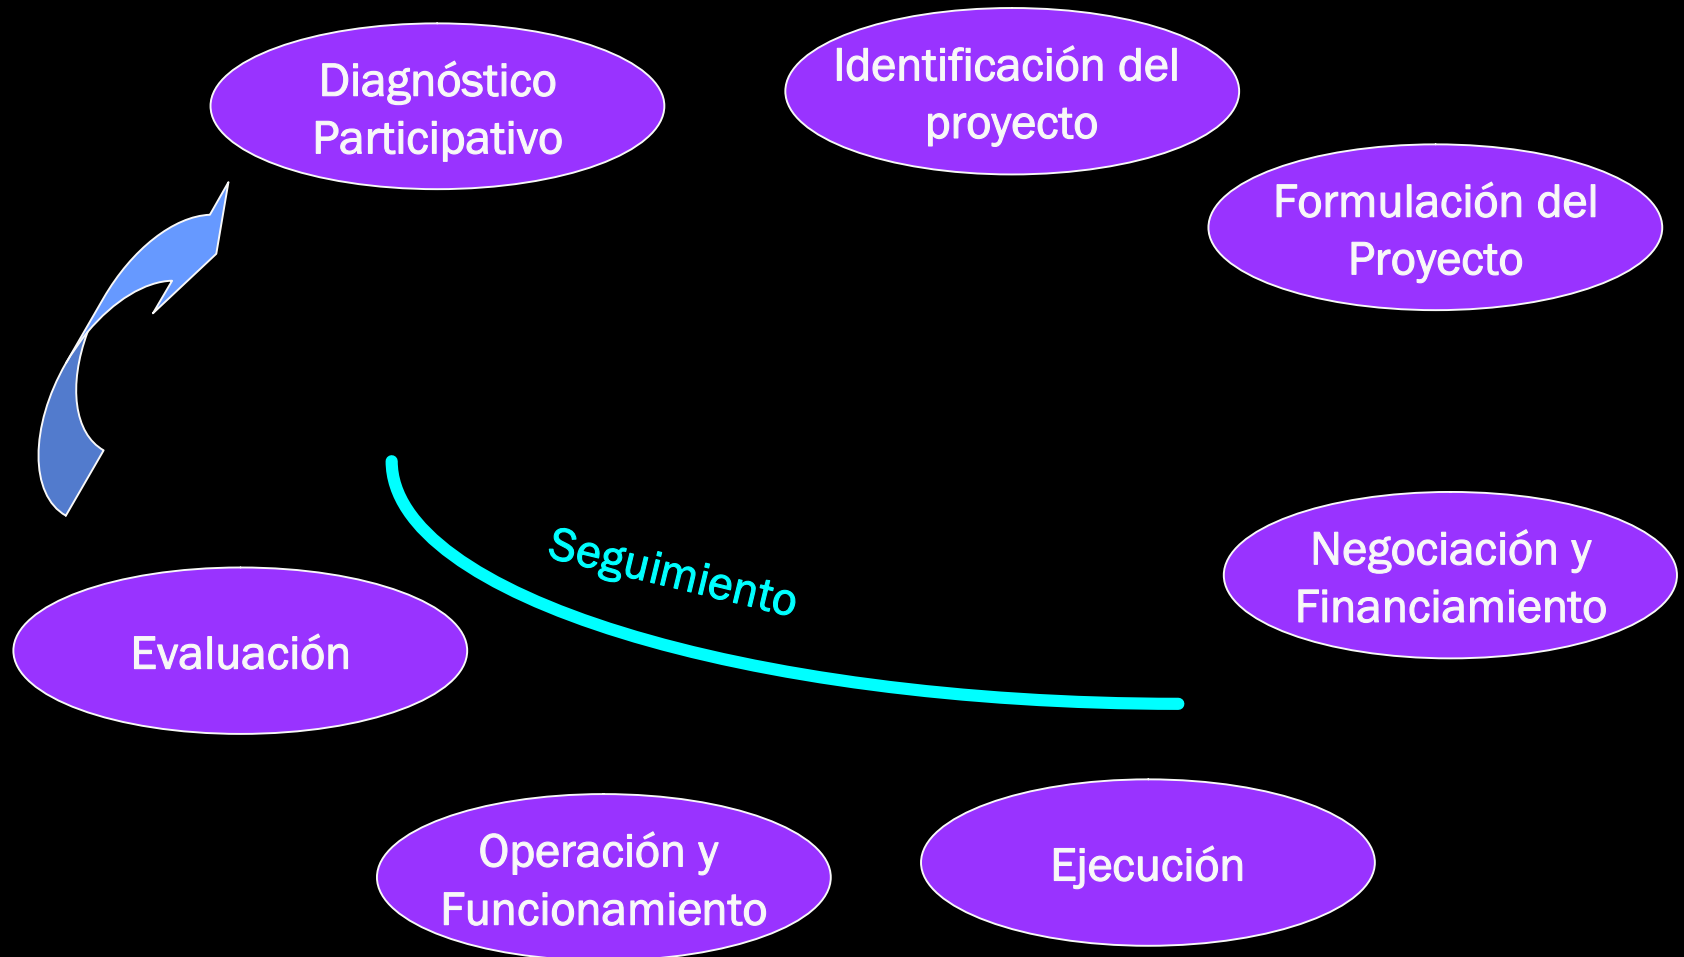 Diagnóstico
Participativo
Identificación del
proyecto
Formulación del
Proyecto
Negociación y
Financiamiento
Ejecución
Operación y
Funcionamiento
Evaluación
Seguimiento